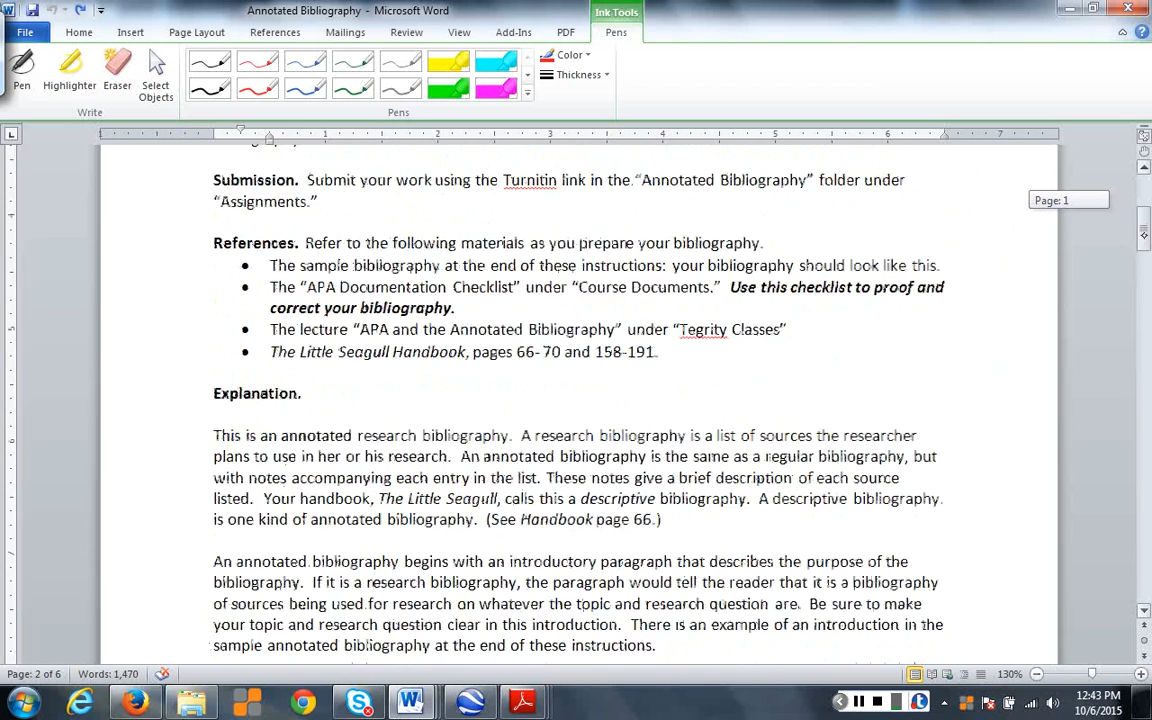 Annotated Bibliography - Microsoft Word
Ink Tools
File Home Insert Page Layout References Mailings Review View Add-Ins PDF Pens
Color
Thickness
Pen Highlighter Eraser Select Objects
Write Pens
1 1 2 3 4 5 6 7
Submission. Submit your work using the Turnitin link in the “Annotated Bibliography” folder under
“Assignments.”
Page: 1
References. Refer to the following materials as you prepare your bibliography.
• The sample bibliography at the end of these instructions: your bibliography should look like this.
• The “APA Documentation Checklist” under “Course Documents.” Use this checklist to proof and
correct your bibliography.
• The lecture “APA and the Annotated Bibliography” under “Tegrity Classes”
• The Little Seagull Handbook, pages 66- 70 and 158-191.
Explanation.
This is an annotated research bibliography. A research bibliography is a list of sources the researcher
plans to use in her or his research. An annotated bibliography is the same as a regular bibliography, but
with notes accompanying each entry in the list. These notes give a brief description of each source
listed. Your handbook, The Little Seagull, calls this a descriptive bibliography. A descriptive bibliography
is one kind of annotated bibliography. (See Handbook page 66.)
An annotated bibliography begins with an introductory paragraph that describes the purpose of the
bibliography. If it is a research bibliography, the paragraph would tell the reader that it is a bibliography
of sources being used for research on whatever the topic and research question are. Be sure to make
your topic and research question clear in this introduction. There is an example of an introduction in the
sample annotated bibliography at the end of these instructions.
Page: 2 of 6 Words: 1,470 130%
12:43 PM
10/6/2015